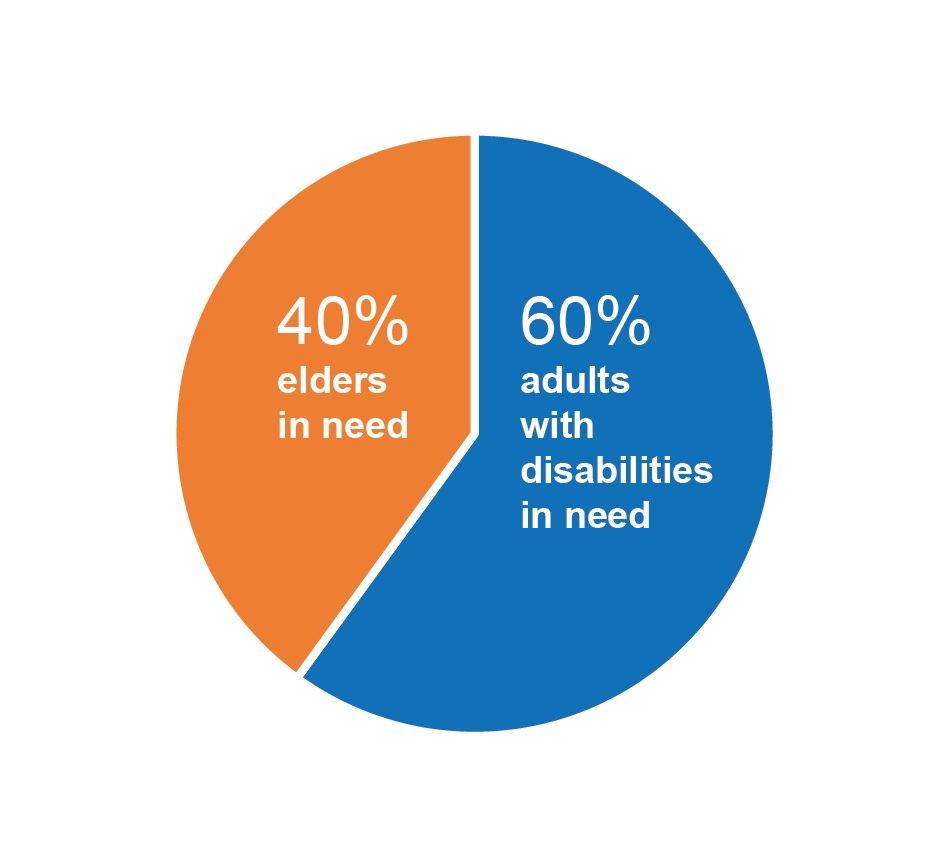 40%
elders
in need
60%
adults
with
disabilities
in need